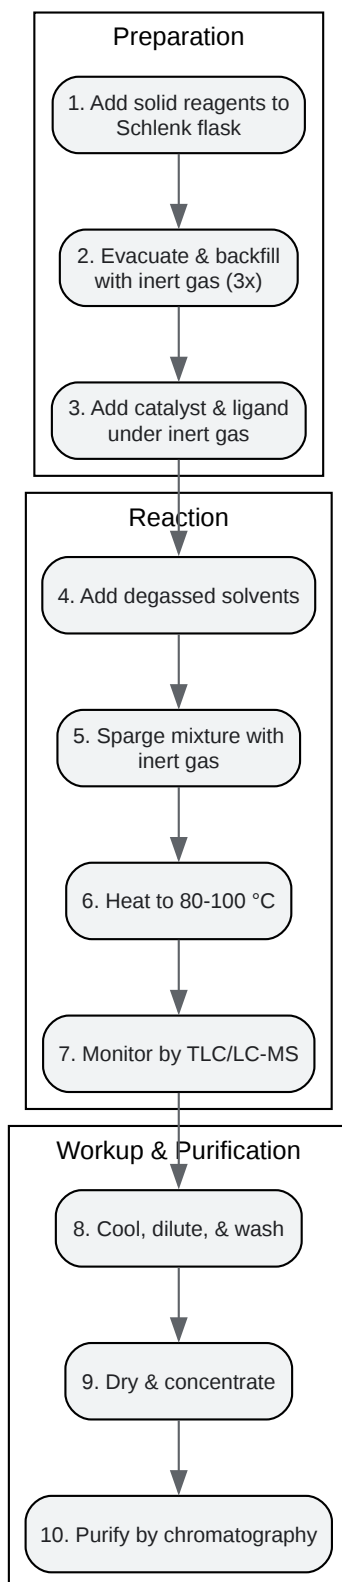 Preparation
1. Add solid reagents to
Schlenk flask
2. Evacuate & backfill
with inert gas (3x)
3. Add catalyst & ligand
under inert gas
Reaction
4. Add degassed solvents
5. Sparge mixture with
inert gas
6. Heat to 80-100 °C
7. Monitor by TLC/LC-MS
Workup & Purification
8. Cool, dilute, & wash
9. Dry & concentrate
10. Purify by chromatography